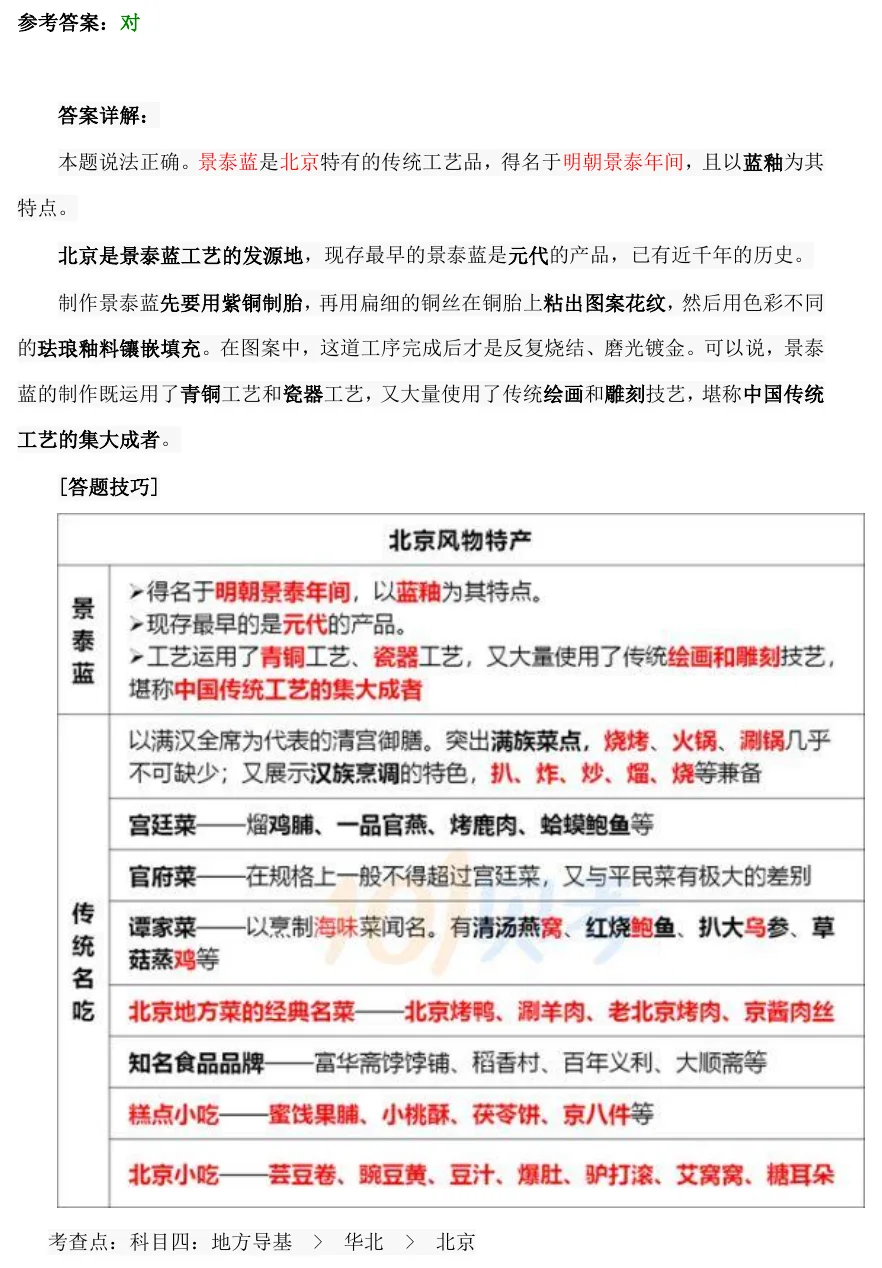 参考答案：对
答案详解：
本题说法正确。景泰蓝是北京特有的传统工艺品，得名于明朝景泰年间，且以蓝釉为其
特点。
北京是景泰蓝工艺的发源地，现存最早的景泰蓝是元代的产品，已有近千年的历史。
制作景泰蓝先要用紫铜制胎，再用扁细的铜丝在铜胎上粘出图案花纹，然后用色彩不同
的珐琅釉料镶嵌填充。在图案中，这道工序完成后才是反复烧结、磨光镀金。可以说，景泰
蓝的制作既运用了青铜工艺和瓷器工艺，又大量使用了传统绘画和雕刻技艺，堪称中国传统
工艺的集大成者。
[答题技巧]
北京风物特产
景泰蓝
➢得名于明朝景泰年间，以蓝釉为其特点。
➢现存最早的是元代的产品。
➢工艺运用了青铜工艺、瓷器工艺，又大量使用了传统绘画和雕刻技艺，
堪称中国传统工艺的集大成者
传统名吃
以满汉全席为代表的清宫御膳。突出满族菜点，烧烤、火锅、涮锅几乎
不可缺少；又展示汉族烹调的特色，扒、炸、炒、熘、烧等兼备
宫廷菜——熘鸡脯、一品官燕、烤鹿肉、蛤蟆鲍鱼等
官府菜——在规格上一般不得超过宫廷菜，又与平民菜有极大的差别
谭家菜——以烹制海味菜闻名。有清汤燕窝、红烧鲍鱼、扒大乌参、草
菇蒸鸡等
北京地方菜的经典名菜——北京烤鸭、涮羊肉、老北京烤肉、京酱肉丝
知名食品品牌——富华斋饽饽铺、稻香村、百年义利、大顺斋等
糕点小吃——蜜饯果脯、小桃酥、茯苓饼、京八件等
北京小吃——芸豆卷、豌豆黄、豆汁、爆肚、驴打滚、艾窝窝、糖耳朵
101贝考
考查点：科目四：地方导基 > 华北 > 北京